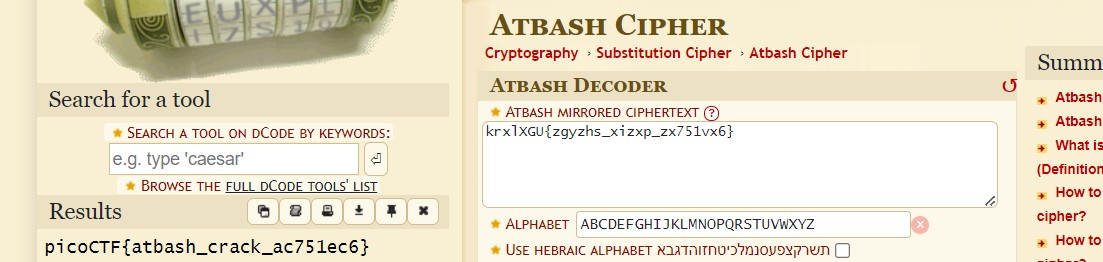 ATBASH CIPHER
Cryptography › Substitution Cipher › Atbash Cipher
Summ
Search for a tool
SEARCH A TOOL ON DCODE BY KEYWORDS:
e.g. type 'caesar'
BROWSE THE FULL DCODE TOOLS' LIST
Results
picoCTF{atbash_crack_ac751ec6}
ATBASH DECODER
ATBASH MIRRORED CIPHERTEXT ?
krxlXGU{zgyzhs_xizxp_zx751vx6}
ALPHABET ABCDEFGHIJKLMNOPQRSTUVWXYZ
USE HEBRAIC ALPHABET תשרקצפעסנמלכיטחזוהדגבא
Atbash
Atbash
What is
(Definition
How to
cipher?
How to